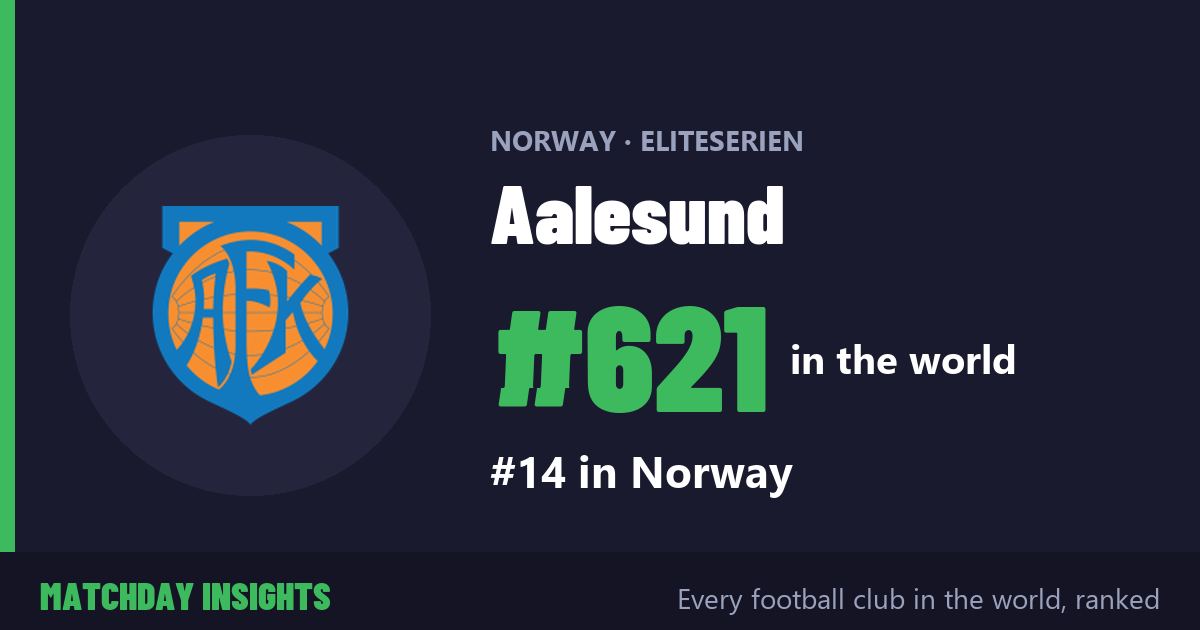 NORWAY · ELITESERIEN
Aalesund
AFK
#621 in the world
#14 in Norway
MATCHDAY INSIGHTS
Every football club in the world, ranked